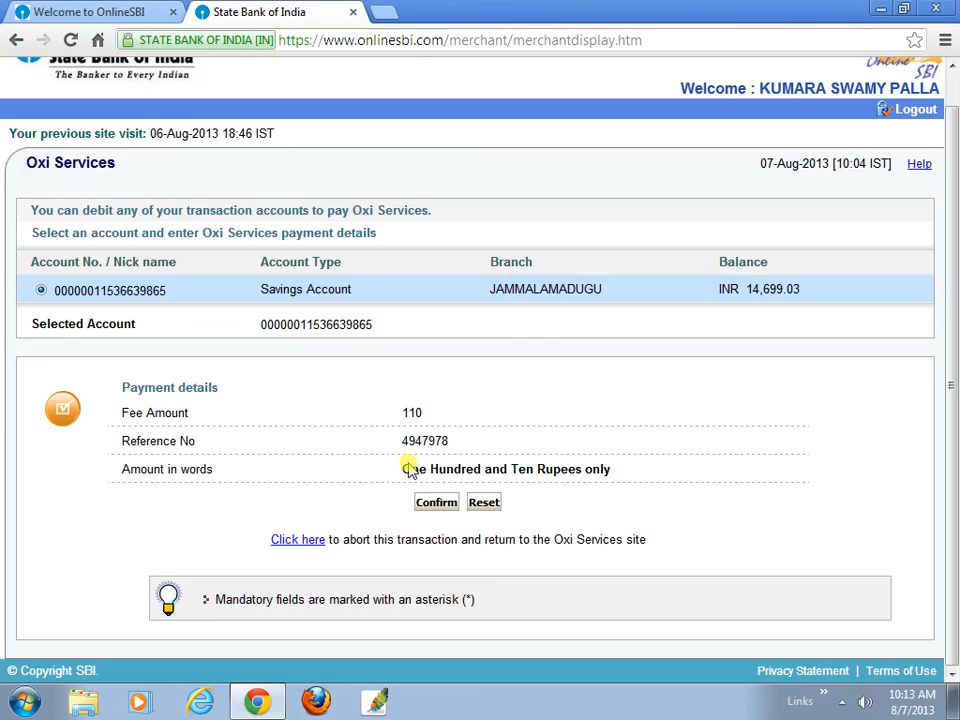 Welcome to OnlineSBI
State Bank of India
STATE BANK OF INDIA [IN] https://www.onlinesbi.com/merchant/merchantdisplay.htm
State Bank of India
The Banker to Every Indian
Online
SBI
Welcome : KUMARA SWAMY PALLA
Logout
Your previous site visit: 06-Aug-2013 18:46 IST
Oxi Services
07-Aug-2013 [10:04 IST] Help
You can debit any of your transaction accounts to pay Oxi Services.
Select an account and enter Oxi Services payment details
Account No. / Nick name Account Type Branch Balance
00000011536639865 Savings Account JAMMALAMADUGU INR 14,699.03
Selected Account 00000011536639865
Payment details
Fee Amount 110
Reference No 4947978
Amount in words One Hundred and Ten Rupees only
Confirm Reset
Click here to abort this transaction and return to the Oxi Services site
Mandatory fields are marked with an asterisk (*)
© Copyright SBI. Privacy Statement | Terms of Use
Links » 10:13 AM
8/7/2013